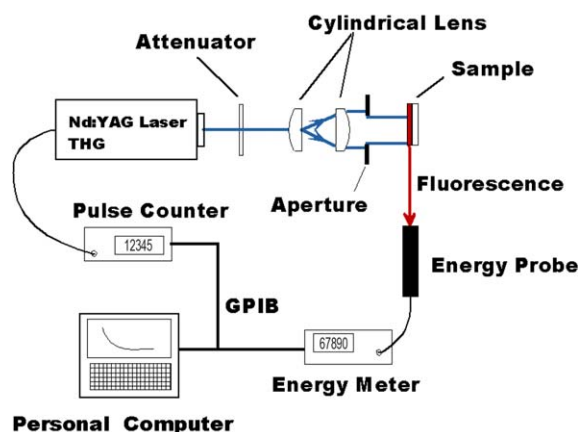 Cylindrical Lens
Attenuator
Sample
Nd:YAG Laser
THG
Fluorescence
Aperture
Pulse Counter
12345
Energy Probe
GPIB
67890
Energy Meter
Personal Computer